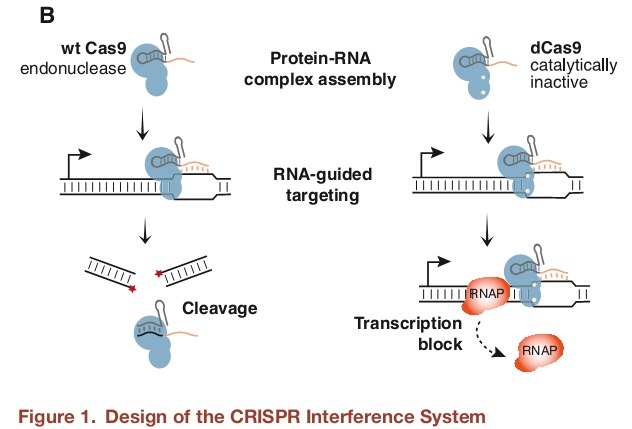 B
wt Cas9
endonuclease
Protein-RNA
complex assembly
dCas9
catalytically
inactive
RNA-guided
targeting
Cleavage
RNAP
Transcription
block
RNAP
Figure 1. Design of the CRISPR Interference System